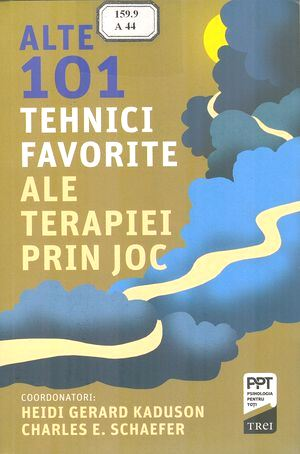 159.9
A 44
ALTE
101
TEHNICI
FAVORITE
ALE
TERAPIEI
PRIN JOC
COORDONATORI:
HEIDI GERARD KADUSON
CHARLES E. SCHAEFER
PPT
PSIHOLOGIA
PENTRU
TOȚI
TREI